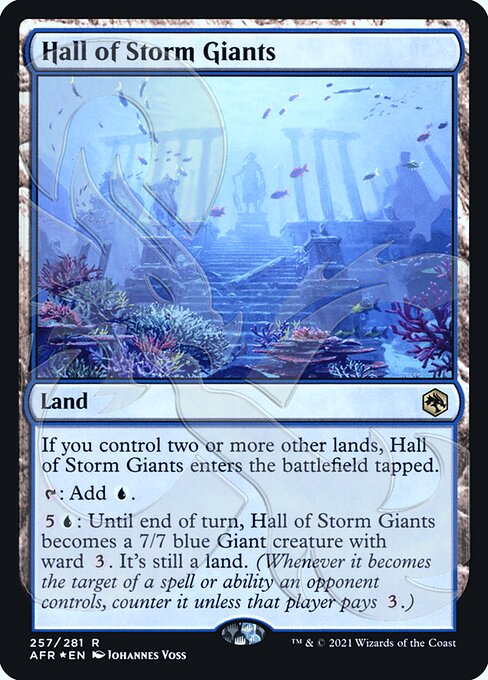 Hall of Storm Giants
Land
If you control two or more other lands, Hall
of Storm Giants enters the battlefield tapped.
: Add .
5 : Until end of turn, Hall of Storm Giants
becomes a 7/7 blue Giant creature with
ward 3. It's still a land. (Whenever it becomes
the target of a spell or ability an opponent
controls, counter it unless that player pays 3.)
257/281 R
™ & © 2021 Wizards of the Coast
AFR ★ EN Johannes Voss